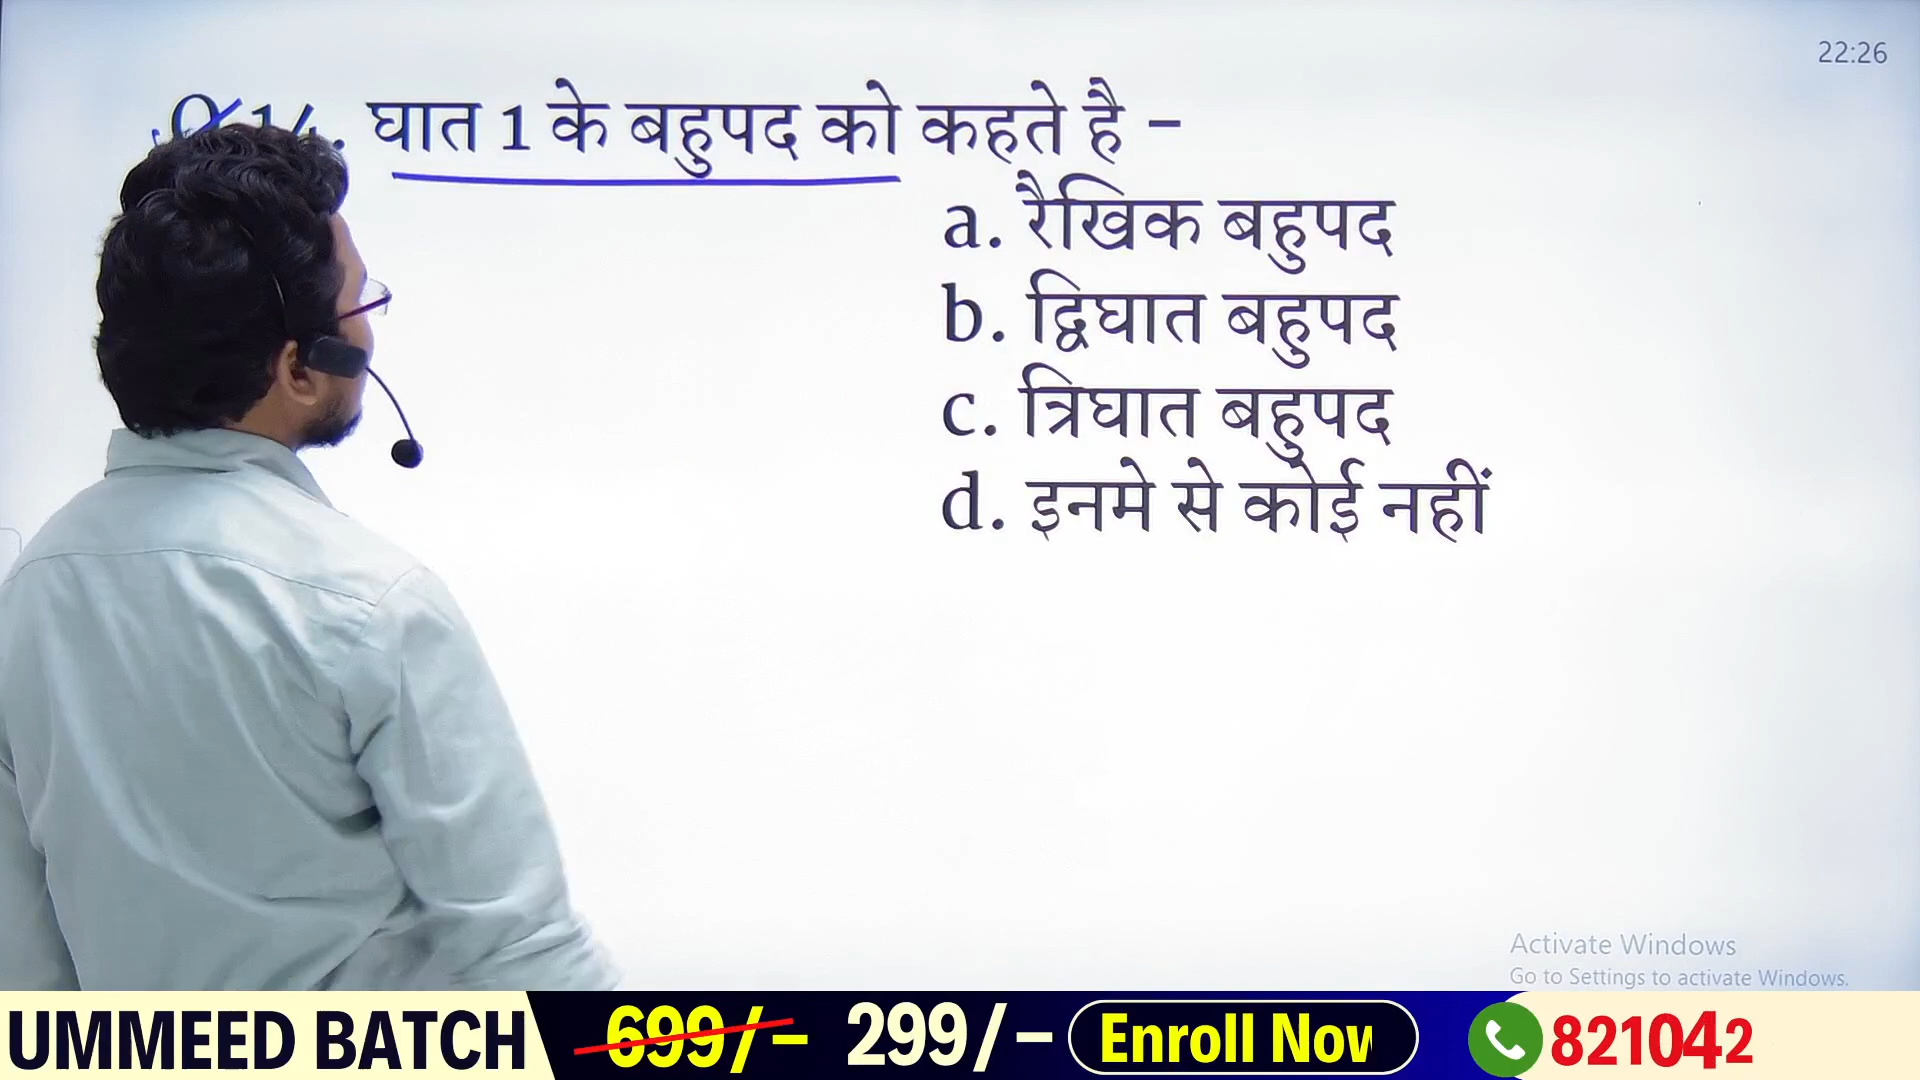 22:26
Q 14. घात 1 के बहुपद को कहते है –
a. रैखिक बहुपद
b. द्विघात बहुपद
c. त्रिघात बहुपद
d. इनमे से कोई नहीं
Activate Windows
Go to Settings to activate Windows.
UMMEED BATCH 699/- 299/- Enroll Now 821042